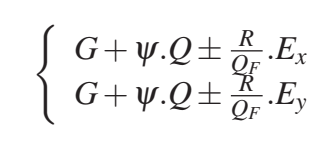 G + ψ.Q ± R/Q_F .E_x
G + ψ.Q ± R/Q_F .E_y